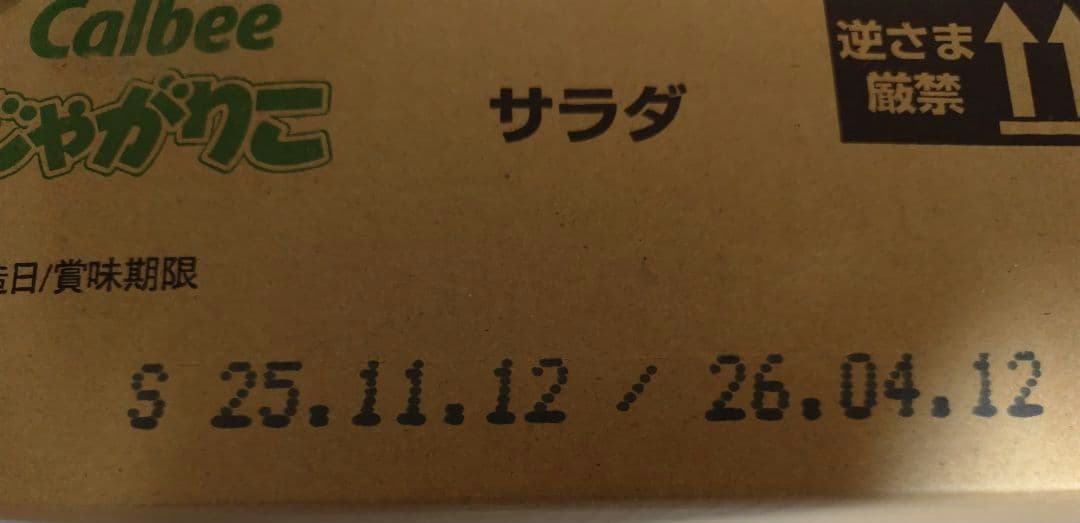 Calbee
じゃがりこ
サラダ
逆さま
厳禁
造日/賞味期限
S 25.11.12 / 26.04.12